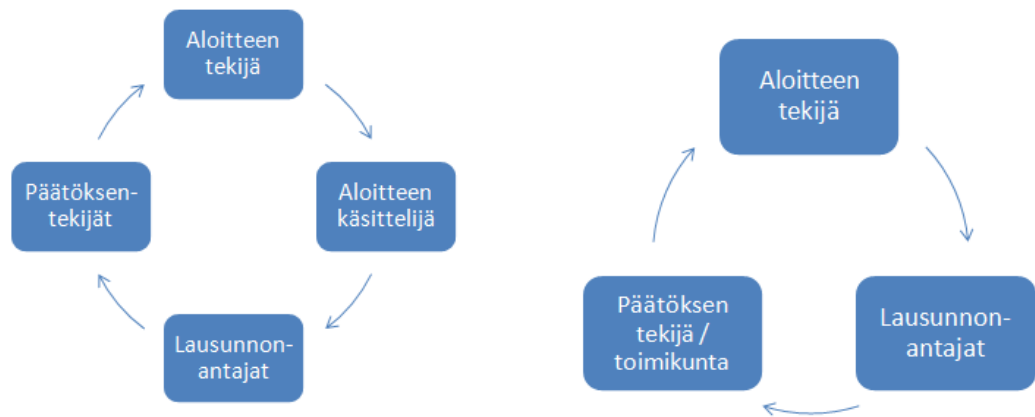 Aloitteen
tekijä
Aloitteen
käsittelijä
Lausunnon-
antajat
Päätöksen-
tekijät
Aloitteen
tekijä
Lausunnon-
antajat
Päätöksen
tekijä /
toimikunta